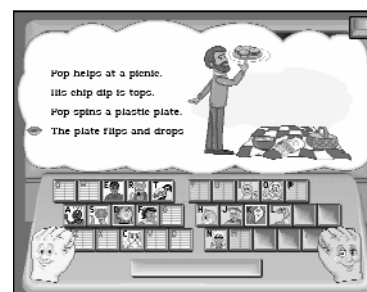 Pop helps at a picnic.
His chip dip is tops.
Pop spins a plastic plate.
The plate flips and drops
E R T O P
S D
H J K
X C V
N